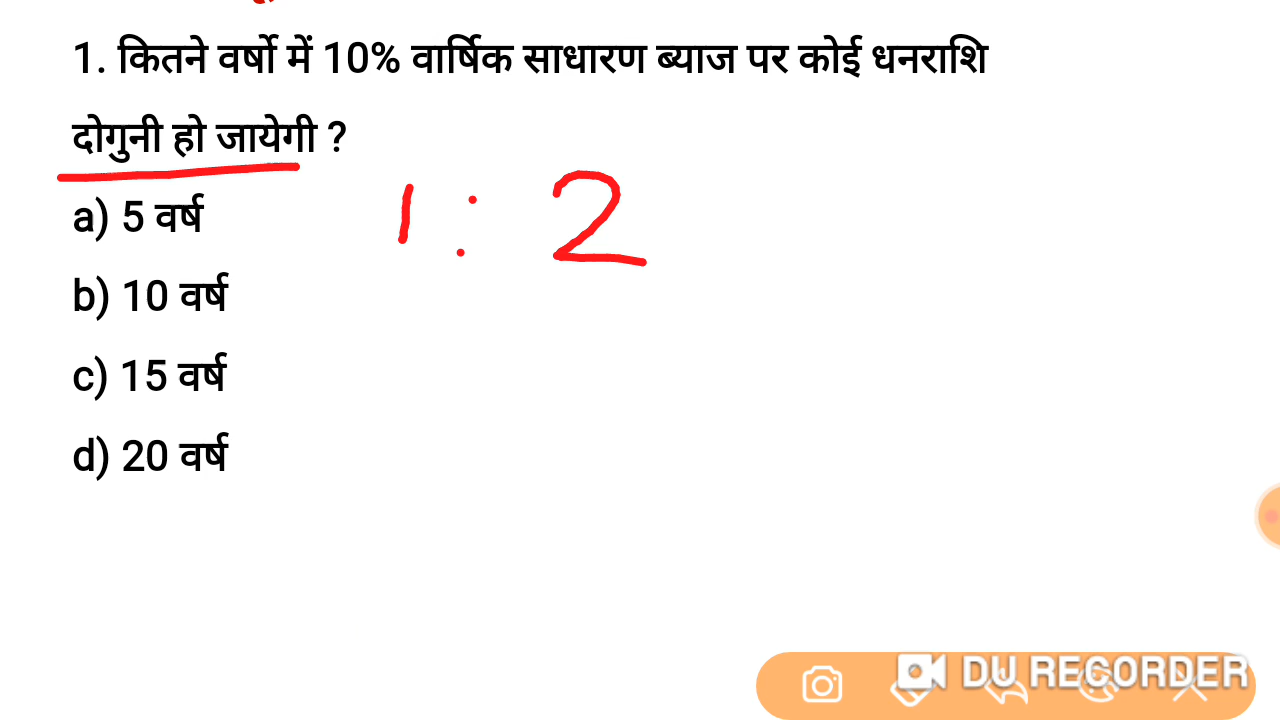 1. कितने वर्षो में 10% वार्षिक साधारण ब्याज पर कोई धनराशि
दोगुनी हो जायेगी ?
1 : 2
a) 5 वर्ष
b) 10 वर्ष
c) 15 वर्ष
d) 20 वर्ष
DU RECORDER